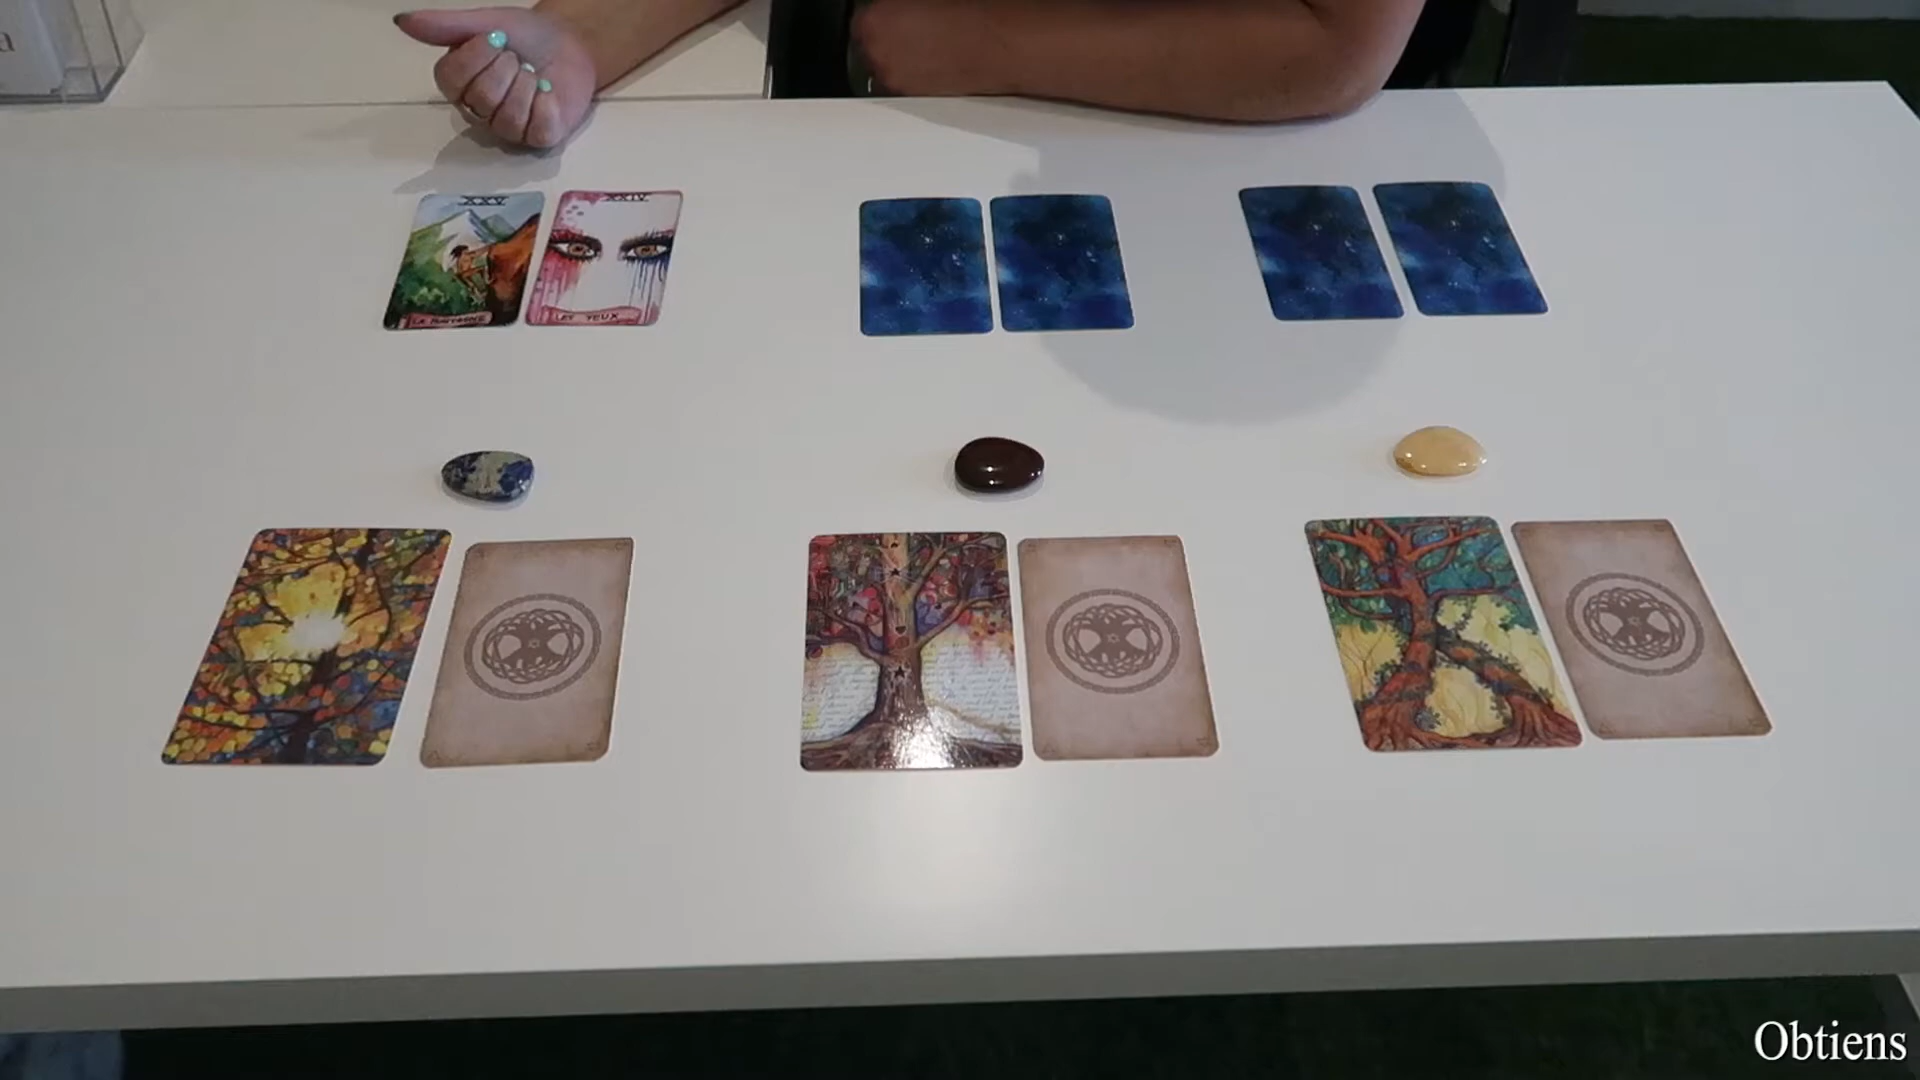 a
XXV
XXIV
LA MONTAGNE
LES YEUX
Obtiens